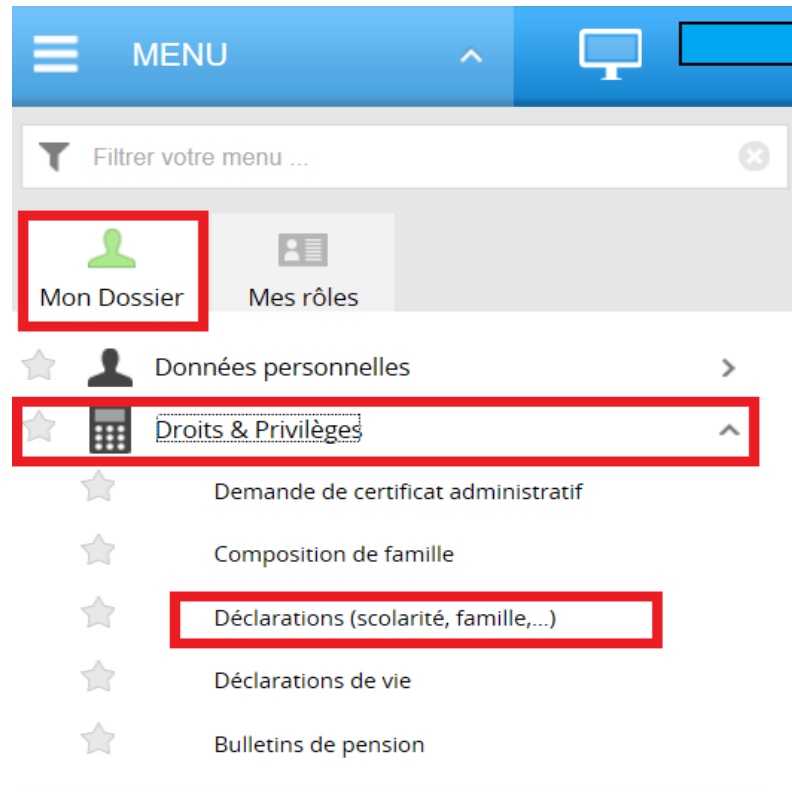 MENU
Filtrer votre menu ...
Mon Dossier
Mes rôles
Données personnelles
Droits & Privilèges
Demande de certificat administratif
Composition de famille
Déclarations (scolarité, famille,...)
Déclarations de vie
Bulletins de pension